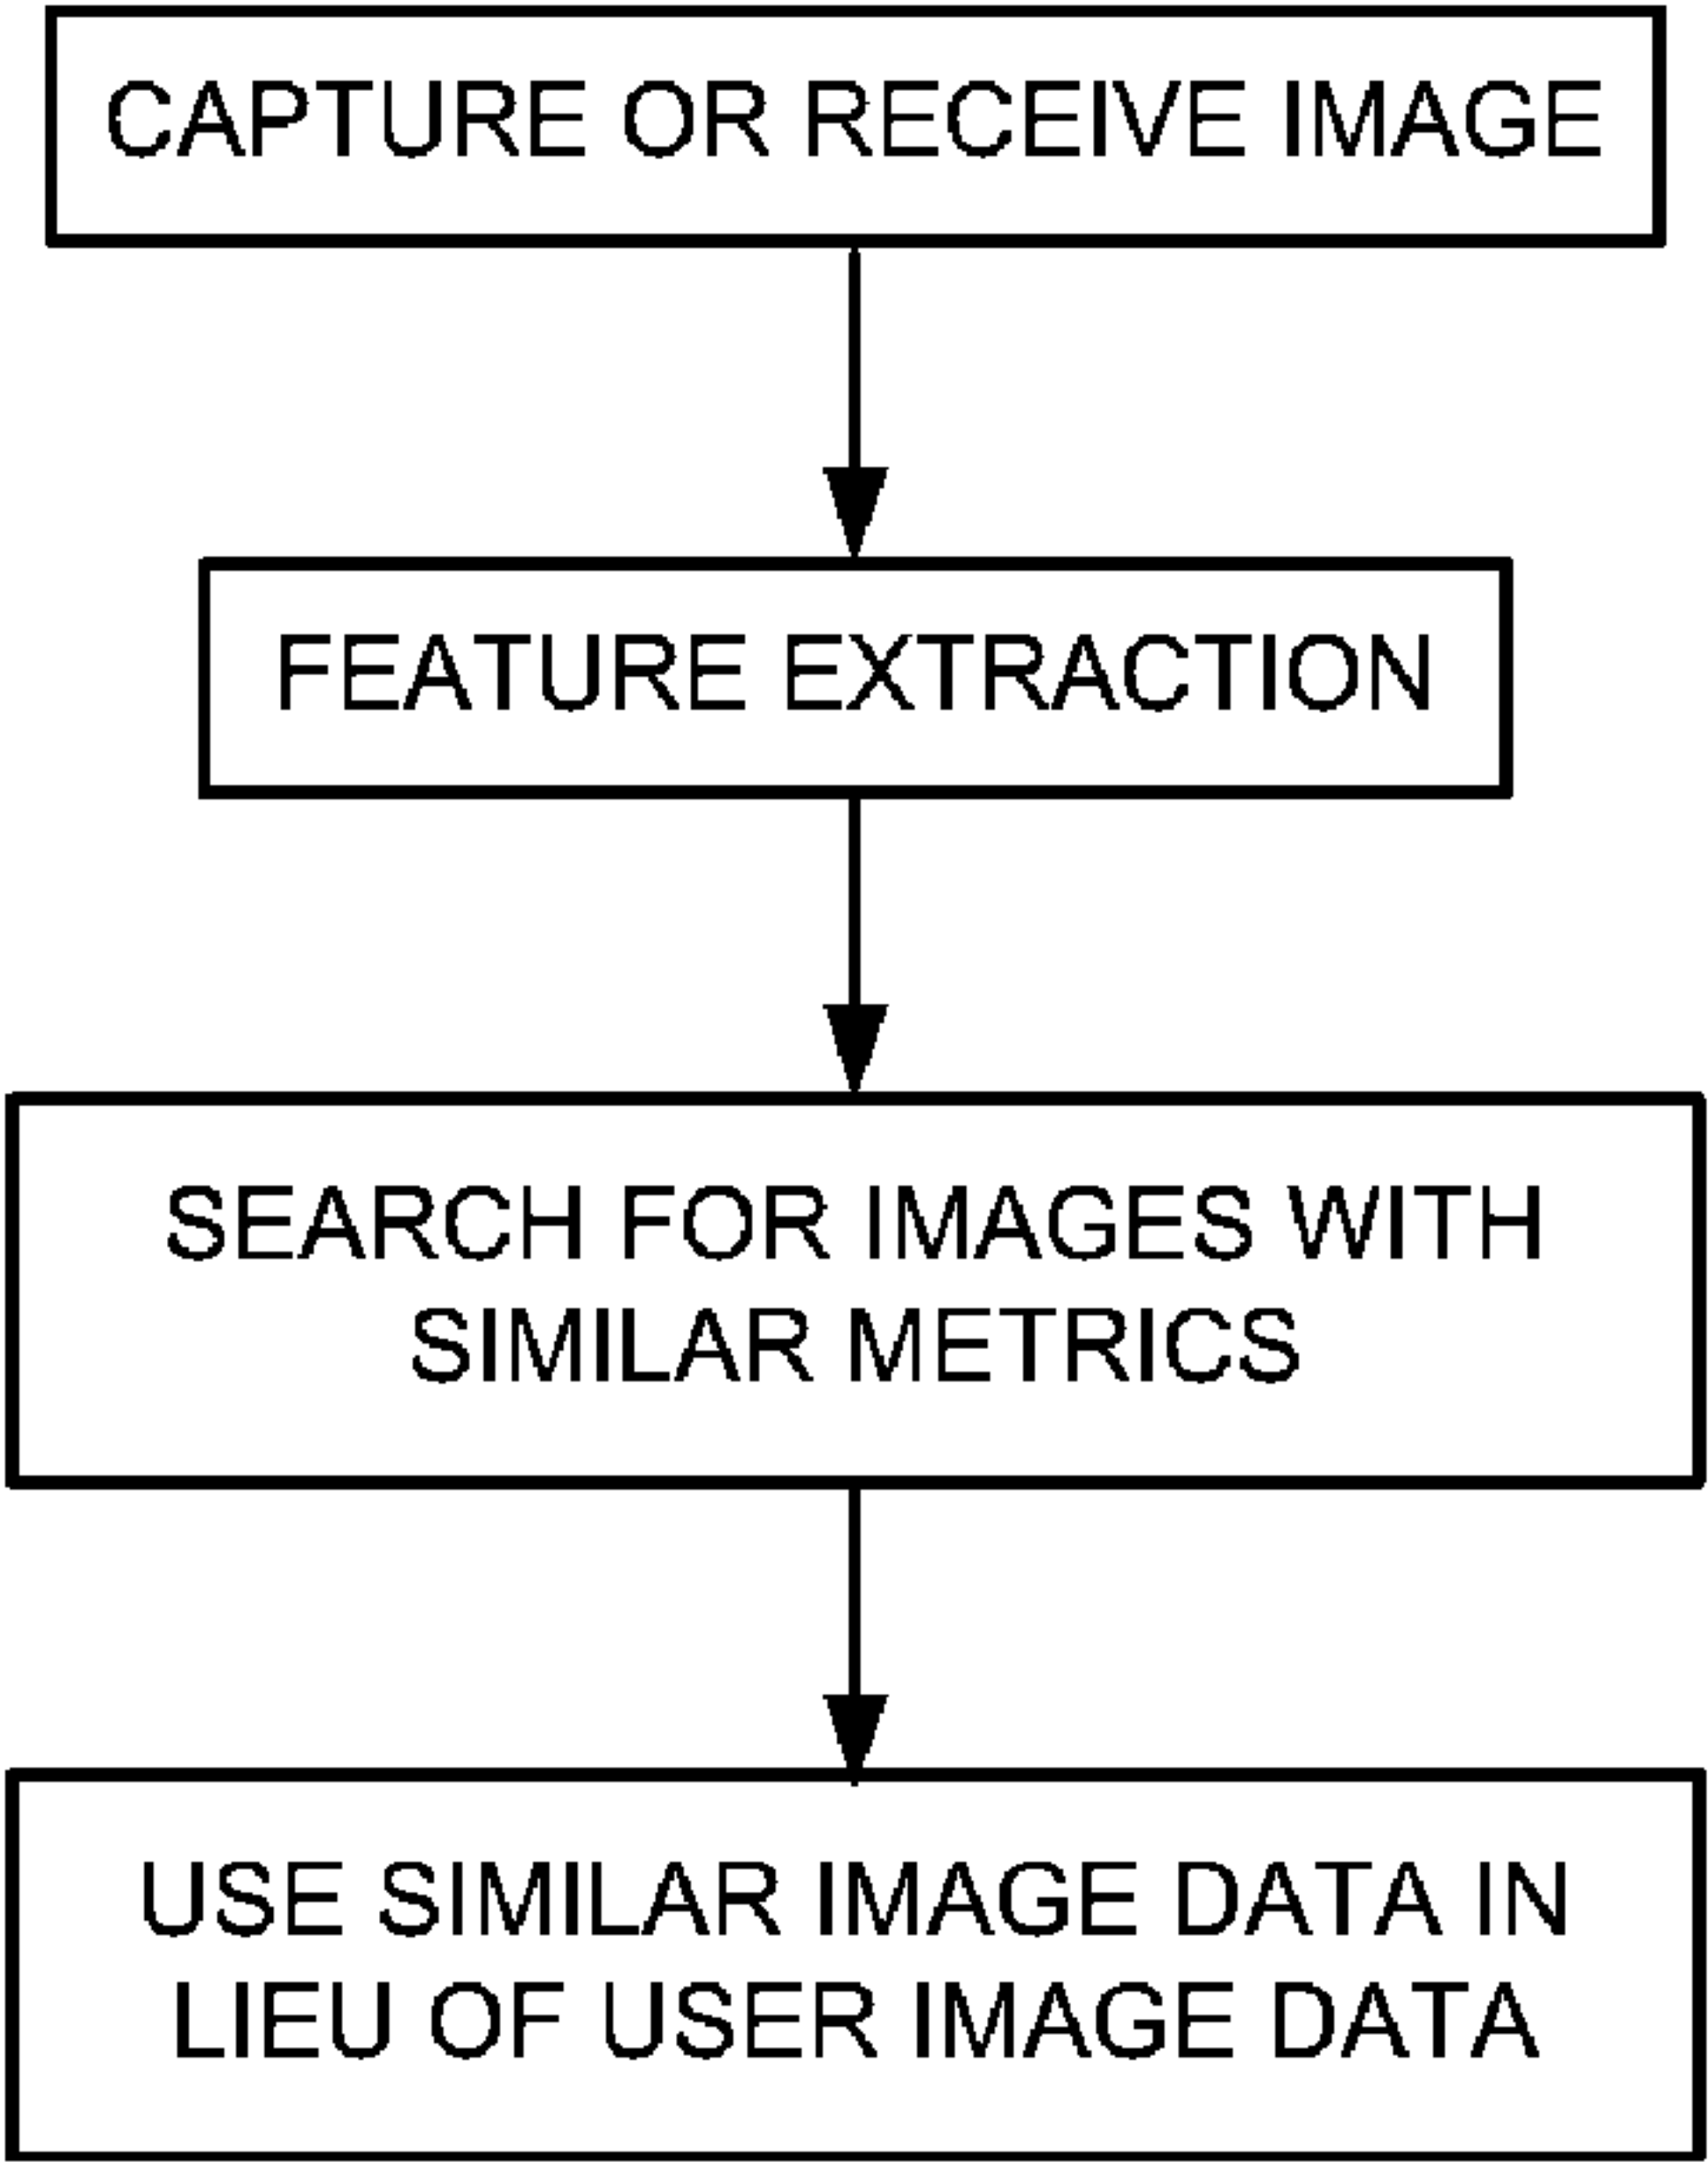 CAPTURE OR RECEIVE IMAGE
FEATURE EXTRACTION
SEARCH FOR IMAGES WITH
SIMILAR METRICS
USE SIMILAR IMAGE DATA IN
LIEU OF USER IMAGE DATA